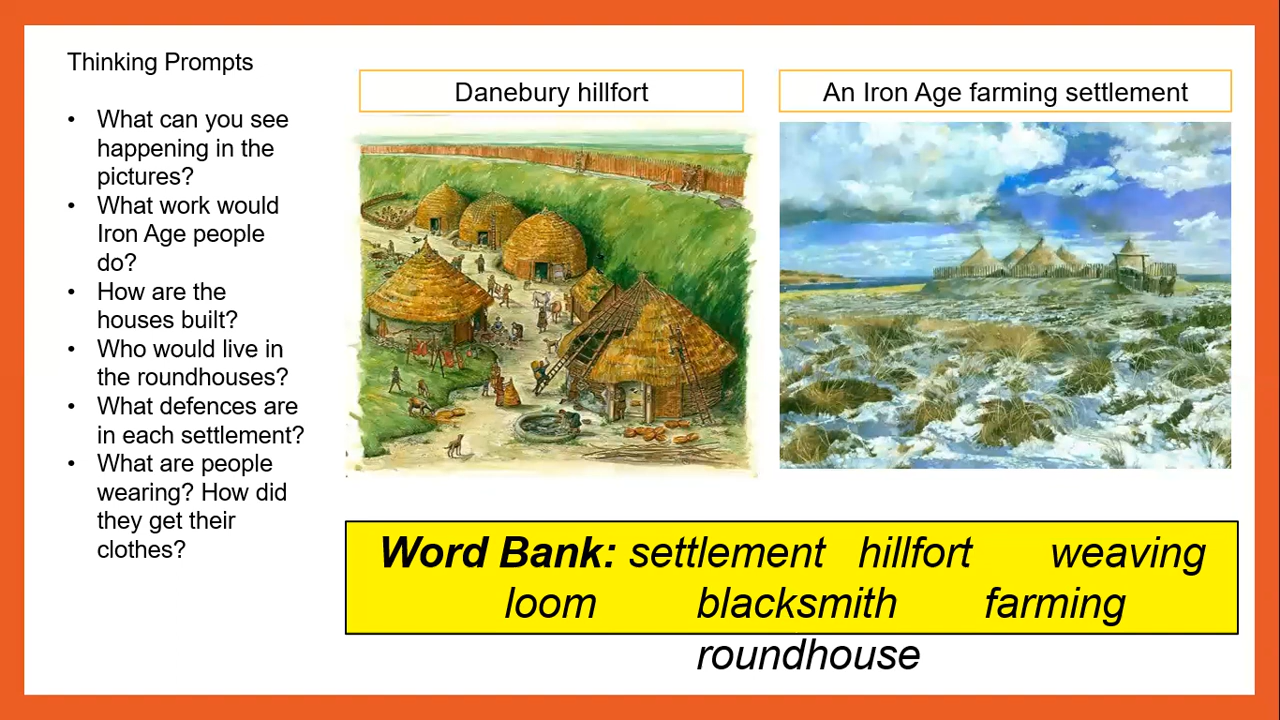 Thinking Prompts
• What can you see
happening in the
pictures?
• What work would
Iron Age people
do?
• How are the
houses built?
• Who would live in
the roundhouses?
• What defences are
in each settlement?
• What are people
wearing? How did
they get their
clothes?
Danebury hillfort
An Iron Age farming settlement
Word Bank: settlement hillfort weaving
loom blacksmith farming
roundhouse